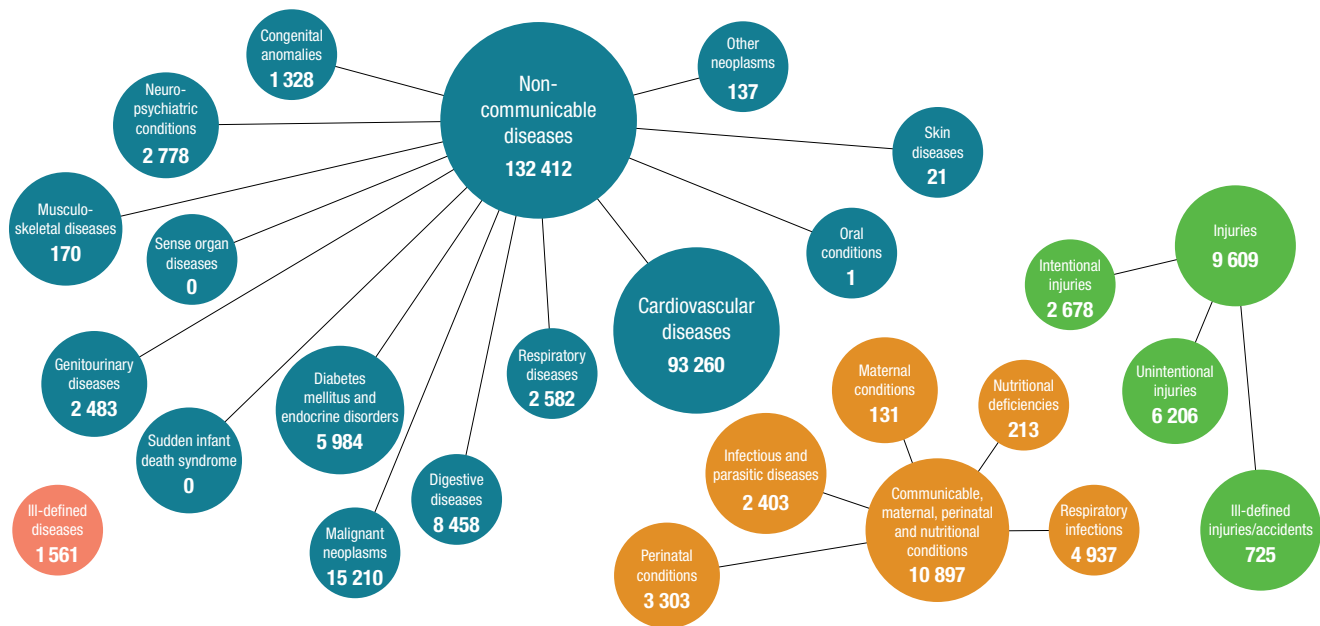 Congenital
anomalies
1 328
Other
neoplasms
137
Non-
communicable
diseases
132 412
Neuro-
psychiatric
conditions
2 778
Skin
diseases
21
Musculo-
skeletal diseases
170
Sense organ
diseases
0
Oral
conditions
1
Injuries
9 609
Intentional
injuries
2 678
Cardiovascular
diseases
93 260
Genitourinary
diseases
2 483
Diabetes
mellitus and
endocrine disorders
5 984
Respiratory
diseases
2 582
Maternal
conditions
131
Nutritional
deficiencies
213
Unintentional
injuries
6 206
Sudden infant
death syndrome
0
Digestive
diseases
8 458
Infectious and
parasitic diseases
2 403
Ill-defined
diseases
1 561
Malignant
neoplasms
15 210
Communicable,
maternal, perinatal
and nutritional
conditions
10 897
Respiratory
infections
4 937
Ill-defined
injuries/accidents
725
Perinatal
conditions
3 303